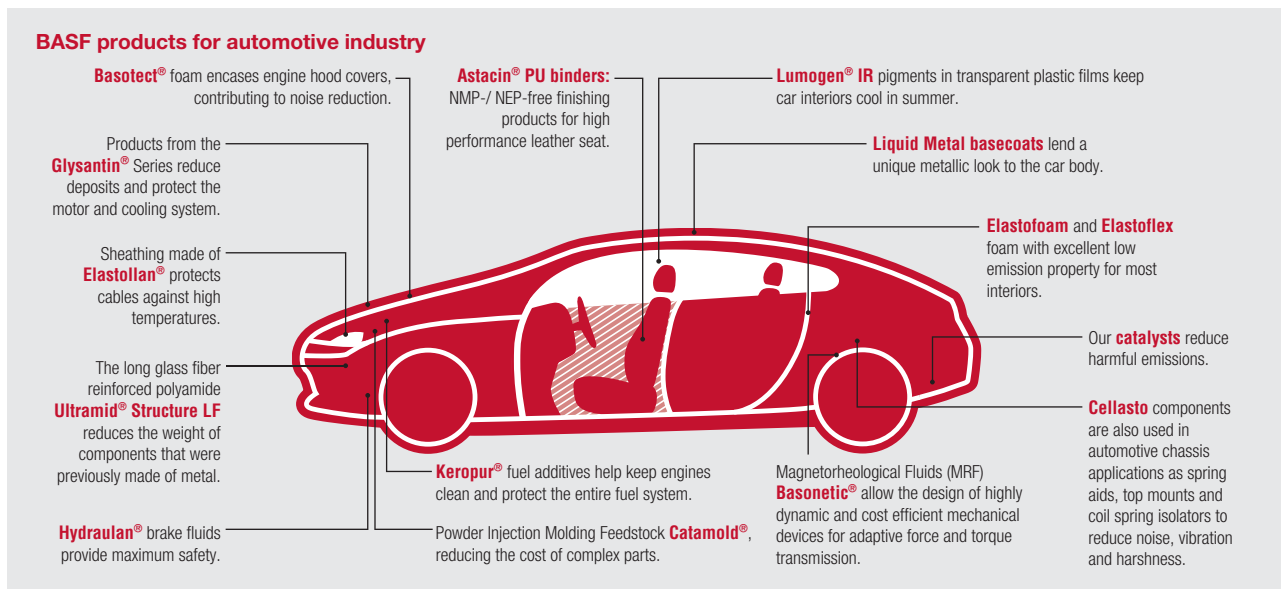 BASF products for automotive industry
Basotect® foam encases engine hood covers,
contributing to noise reduction.
Astacin® PU binders:
NMP-/ NEP-free finishing
products for high
performance leather seat.
Lumogen® IR pigments in transparent plastic films keep
car interiors cool in summer.
Products from the
Glysantin® Series reduce
deposits and protect the
motor and cooling system.
Liquid Metal basecoats lend a
unique metallic look to the car body.
Sheathing made of
Elastollan® protects
cables against high
temperatures.
Elastofoam and Elastoflex
foam with excellent low
emission property for most
interiors.
The long glass fiber
reinforced polyamide
Ultramid® Structure LF
reduces the weight of
components that were
previously made of metal.
Our catalysts reduce
harmful emissions.
Cellasto components
are also used in
automotive chassis
applications as spring
aids, top mounts and
coil spring isolators to
reduce noise, vibration
and harshness.
Keropur® fuel additives help keep engines
clean and protect the entire fuel system.
Magnetorheological Fluids (MRF)
Basonetic® allow the design of highly
dynamic and cost efficient mechanical
devices for adaptive force and torque
transmission.
Hydraulan® brake fluids
provide maximum safety.
Powder Injection Molding Feedstock Catamold®,
reducing the cost of complex parts.